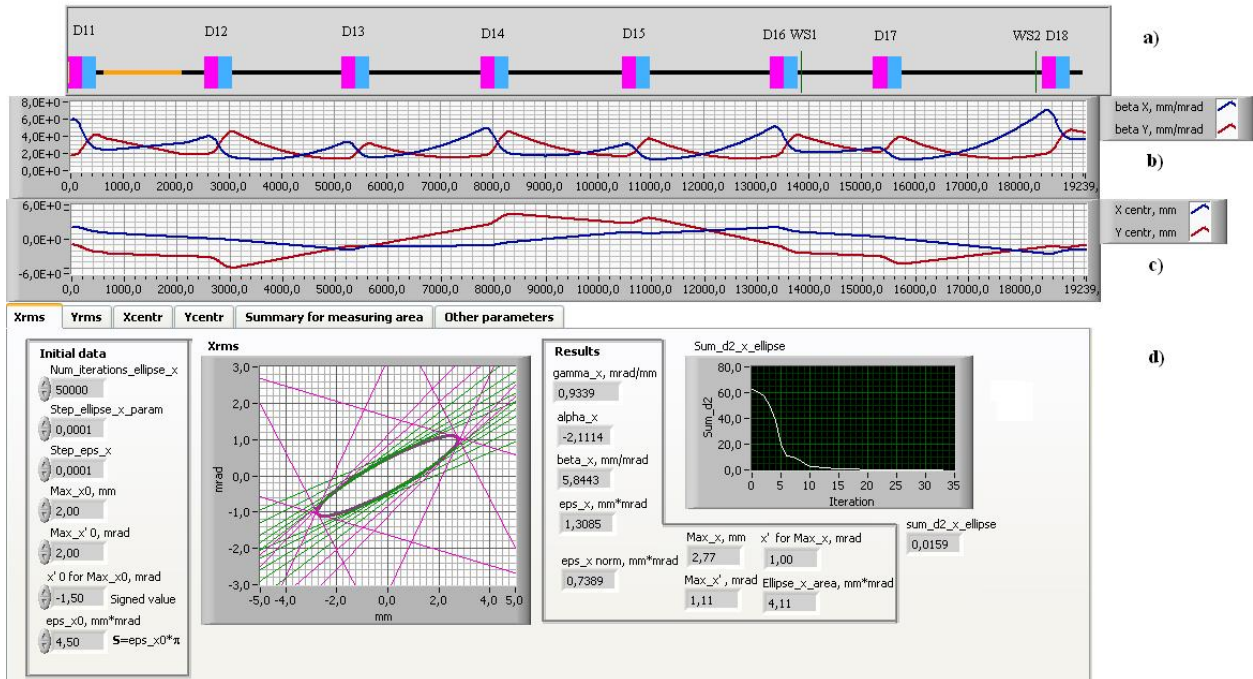 D11 D12 D13 D14 D15 D16 WS1 D17 WS2 D18
a)
8,0E+0
6,0E+0
4,0E+0
2,0E+0
0,0E+0
0,0 1000,0 2000,0 3000,0 4000,0 5000,0 6000,0 7000,0 8000,0 9000,0 10000,0 11000,0 12000,0 13000,0 14000,0 15000,0 16000,0 17000,0 18000,0 19239,
beta X, mm/mrad
beta Y, mm/mrad
b)
6,0E+0
0,0E+0
-6,0E+0
0,0 1000,0 2000,0 3000,0 4000,0 5000,0 6000,0 7000,0 8000,0 9000,0 10000,0 11000,0 12000,0 13000,0 14000,0 15000,0 16000,0 17000,0 18000,0 19239,
X centr, mm
Y centr, mm
c)
Xrms Yrms Xcentr Ycentr Summary for measuring area Other parameters
Initial data
Num_iterations_ellipse_x
50000
Step_ellipse_x_param
0,0001
Step_eps_x
0,0001
Max_x0, mm
2,00
Max_x' 0, mrad
2,00
x' 0 for Max_x0, mrad
-1,50 Signed value
eps_x0, mm*mrad
4,50 S=eps_x0*π
Xrms
mrad
3,0
2,0
1,0
0,0
-1,0
-2,0
-3,0
-5,0 -4,0 -2,0 0,0 2,0 4,0 5,0
mm
Results
gamma_x, mrad/mm
0,9339
alpha_x
-2,1114
beta_x, mm/mrad
5,8443
eps_x, mm*mrad
1,3085
eps_x norm, mm*mrad
0,7389
Max_x, mm
2,77
x' for Max_x, mrad
1,00
Max_x' , mrad
1,11
Ellipse_x_area, mm*mrad
4,11
Sum_d2_x_ellipse
Sum_d2
80,0
60,0
40,0
20,0
0,0
0 5 10 15 20 25 30 35
Iteration
sum_d2_x_ellipse
0,0159
d)